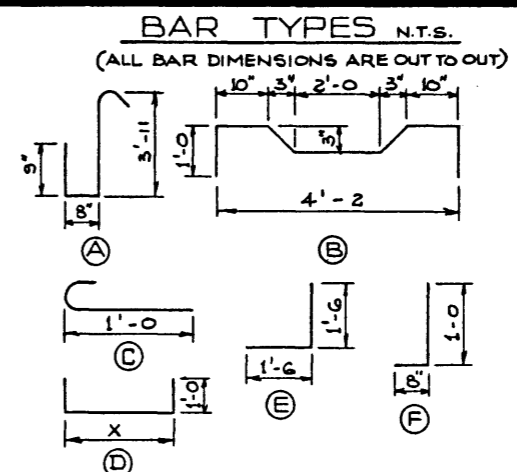 BAR TYPES N.T.S.
(ALL BAR DIMENSIONS ARE OUT TO OUT)
10" 3" 2'-0 3" 10"
9"
8"
3'-11
1'-0
3"
4'-2
A
B
1'-0
C
1'-6
1'-6
E
1-0
8"
F
1'-0
X
D